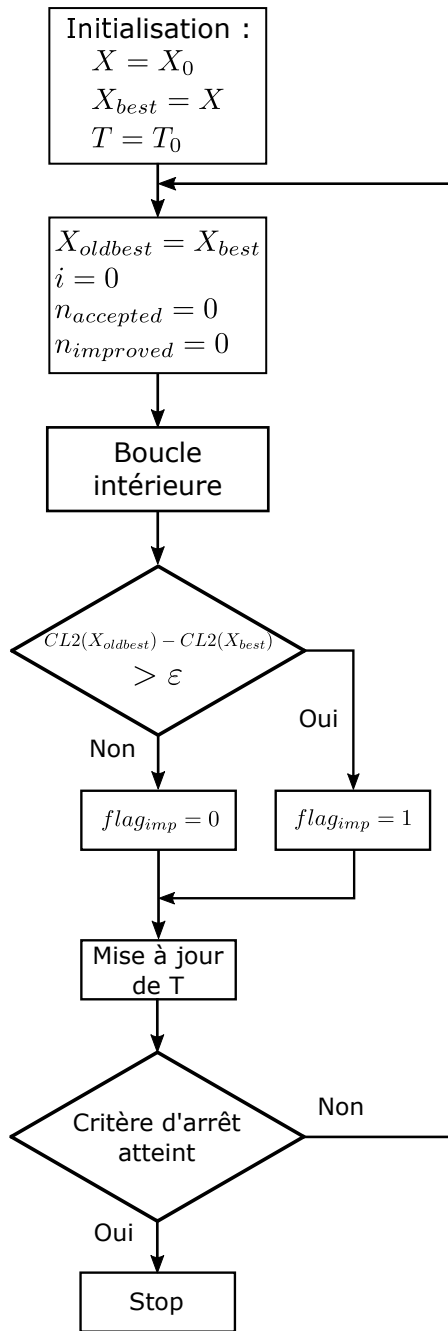 Initialisation :
X = X_0
X_{best} = X
T = T_0
X_{oldbest} = X_{best}
i = 0
n_{accepted} = 0
n_{improved} = 0
Boucle
intérieure
CL2(X_{oldbest}) − CL2(X_{best})
> ε
Non
Oui
flag_{imp} = 0
flag_{imp} = 1
Mise à jour
de T
Critère d'arrêt
atteint
Non
Oui
Stop